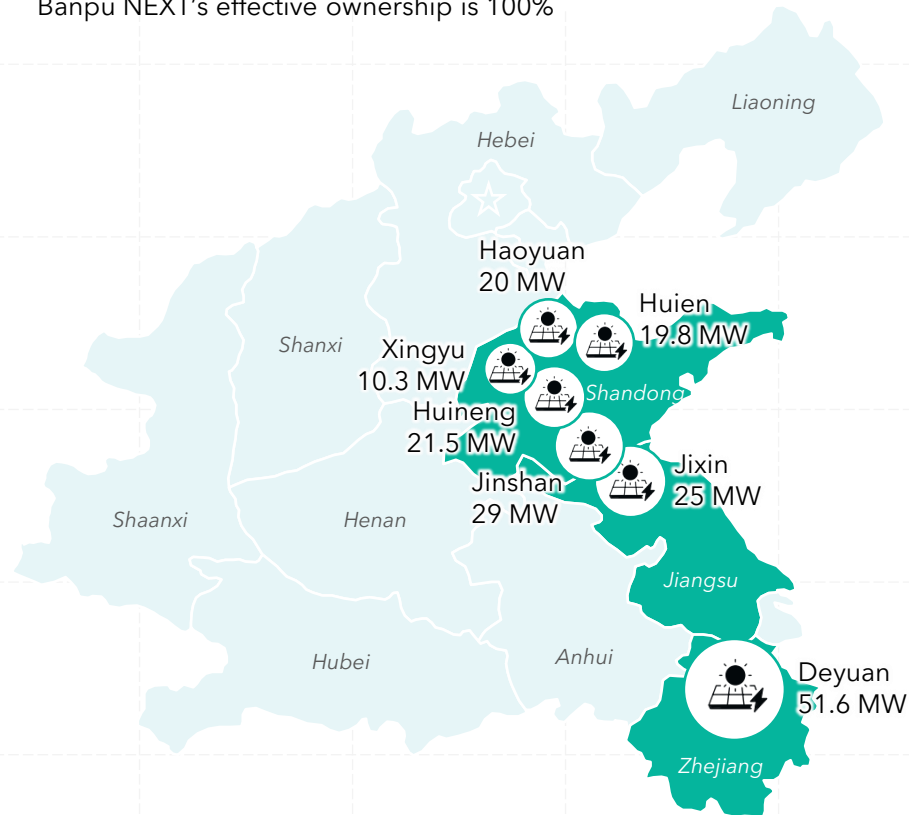 Banpu NEXT's effective ownership is 100%
Liaoning
Hebei
Haoyuan
20 MW
Huien
19.8 MW
Shanxi
Xingyu
10.3 MW
Shandong
Huineng
21.5 MW
Jinshan
29 MW
Jixin
25 MW
Shaanxi
Henan
Jiangsu
Hubei
Anhui
Deyuan
51.6 MW
Zhejiang